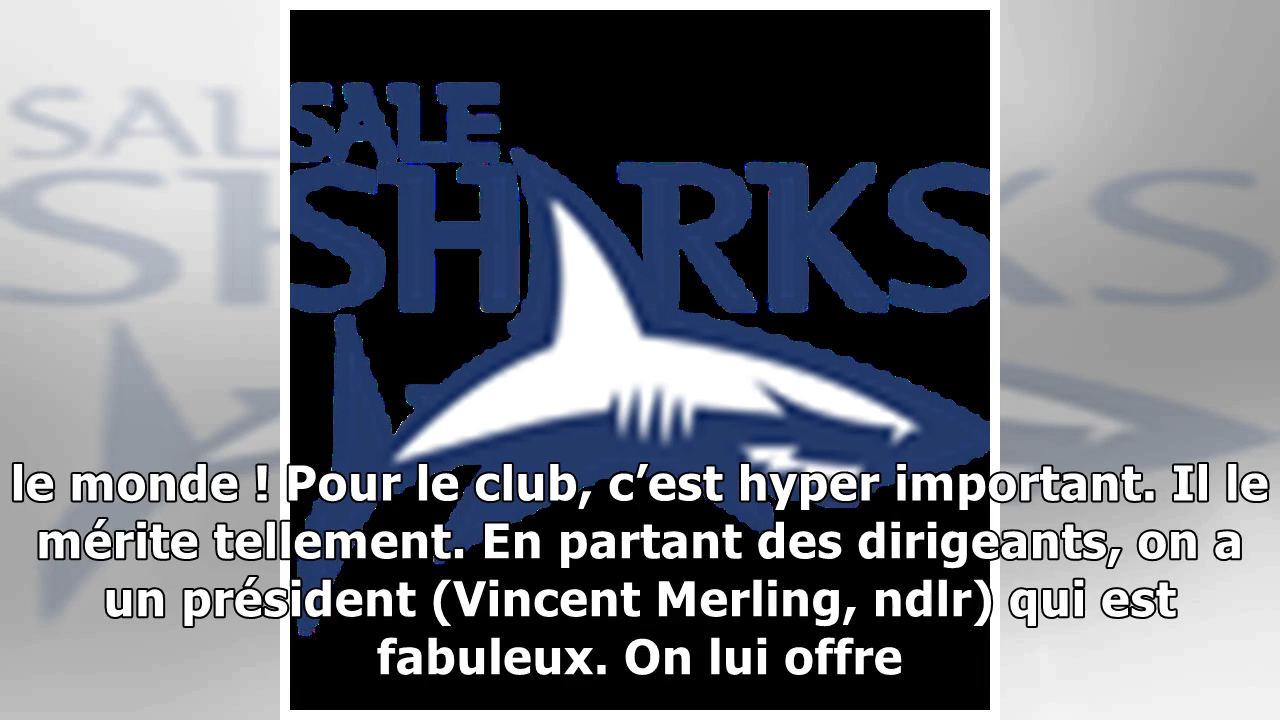 SALE
SHARKS
le monde ! Pour le club, c’est hyper important. Il le
mérite tellement. En partant des dirigeants, on a
un président (Vincent Merling, ndlr) qui est
fabuleux. On lui offre